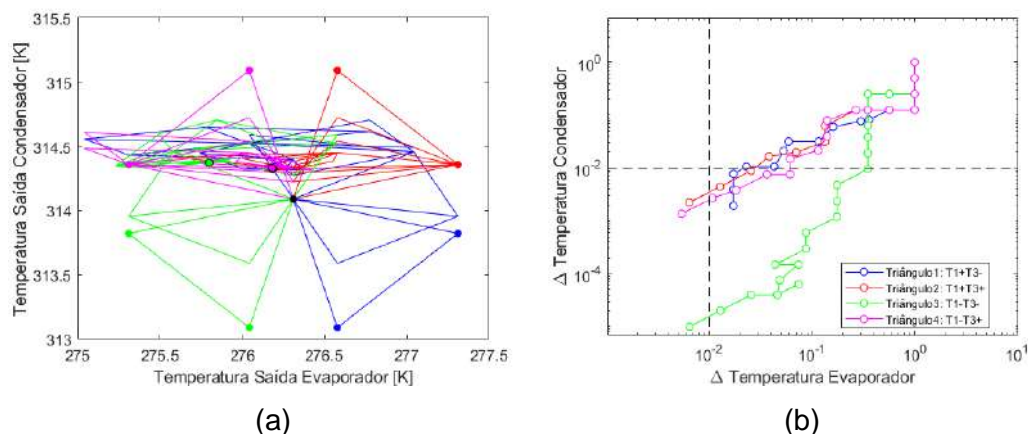 315.5
315
314.5
314
313.5
313
275 275.5 276 276.5 277 277.5
Temperatura Saída Condensador [K]
Temperatura Saída Evaporador [K]
(a)
10^0
10^-2
10^-4
10^-2 10^-1 10^0 10^1
Δ Temperatura Condensador
Δ Temperatura Evaporador
Triângulo1: T1+T3-
Triângulo2: T1+T3+
Triângulo3: T1-T3-
Triângulo4: T1-T3+
(b)